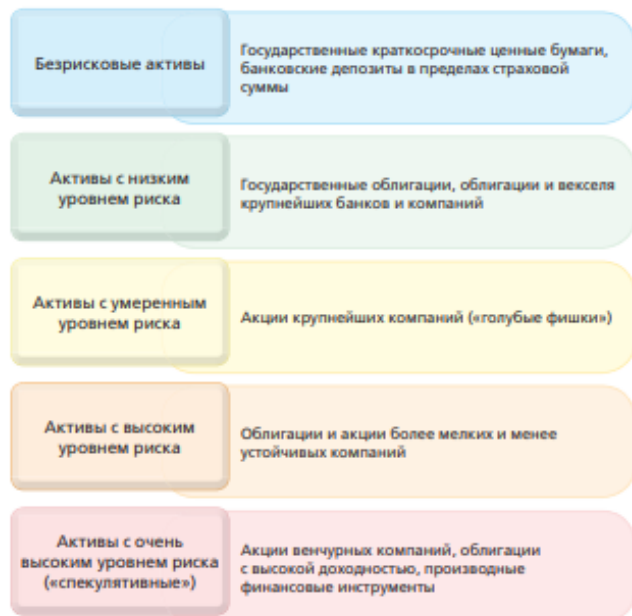 Безрисковые активы
Государственные краткосрочные ценные бумаги,
банковские депозиты в пределах страховой
суммы
Активы с низким
уровнем риска
Государственные облигации, облигации и векселя
крупнейших банков и компаний
Активы с умеренным
уровнем риска
Акции крупнейших компаний («голубые фишки»)
Активы с высоким
уровнем риска
Облигации и акции более мелких и менее
устойчивых компаний
Активы с очень
высоким уровнем риска
(«спекулятивные»)
Акции венчурных компаний, облигации
с высокой доходностью, производные
финансовые инструменты